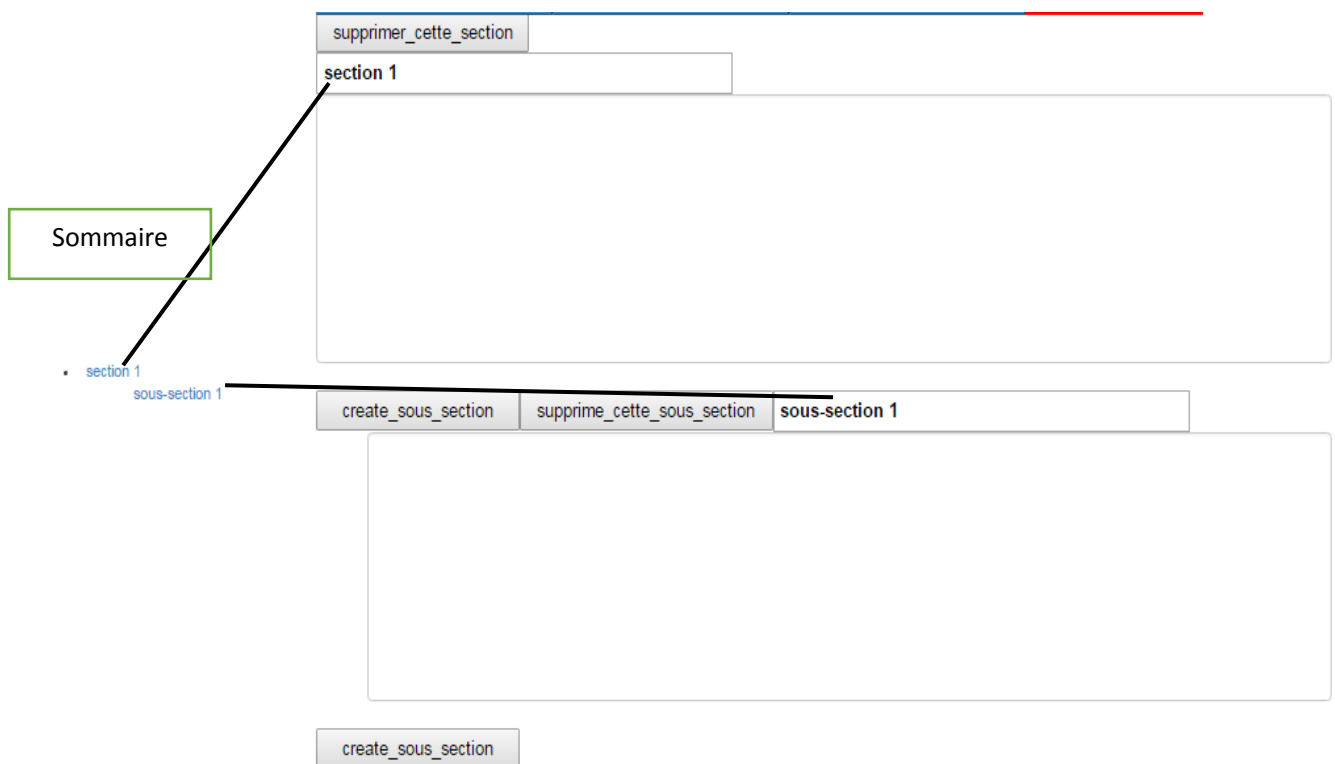 supprimer_cette_section
section 1
Sommaire
section 1
sous-section 1
create_sous_section supprime_cette_sous_section sous-section 1
create_sous_section